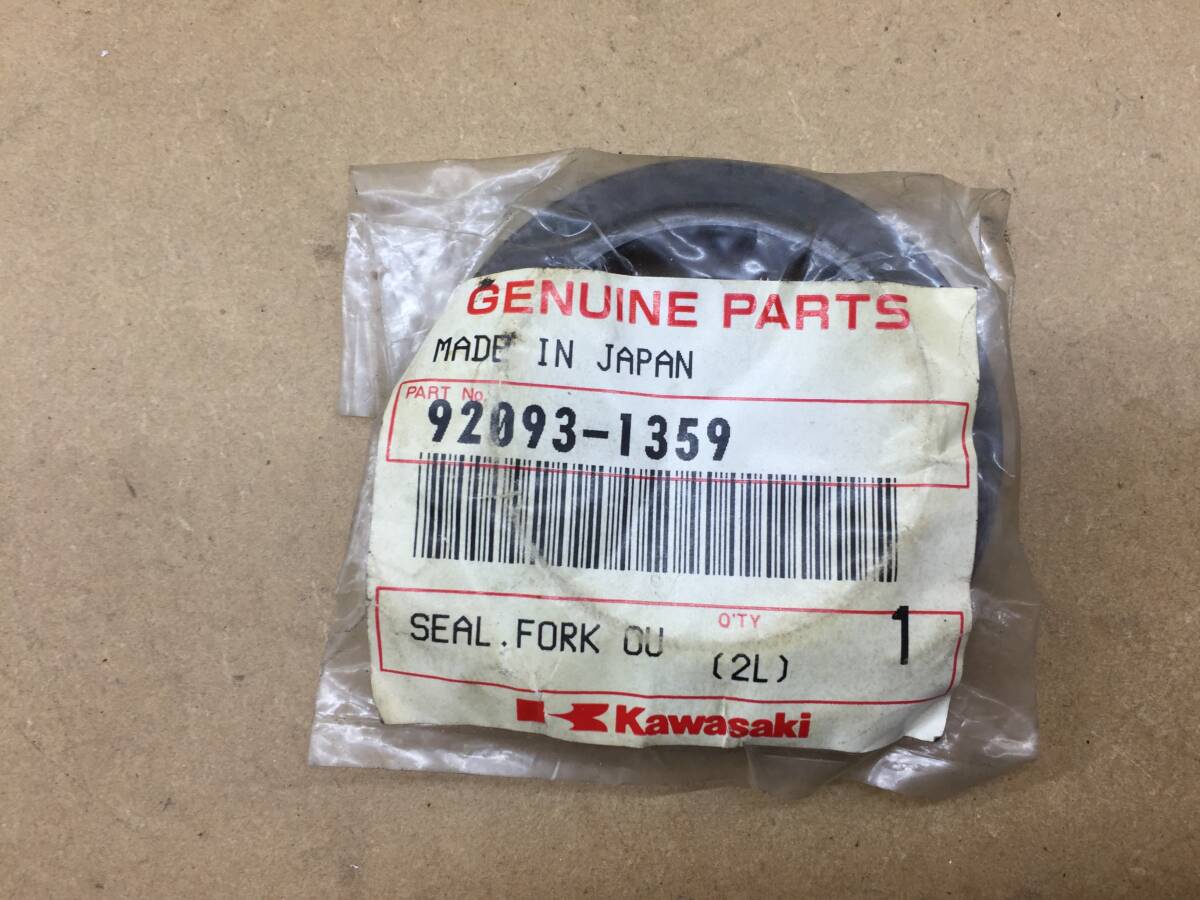 GENUINE PARTS
MADE IN JAPAN
PART No.
92093-1359
SEAL.FORK OU
Q'TY
(2L)
1
Kawasaki